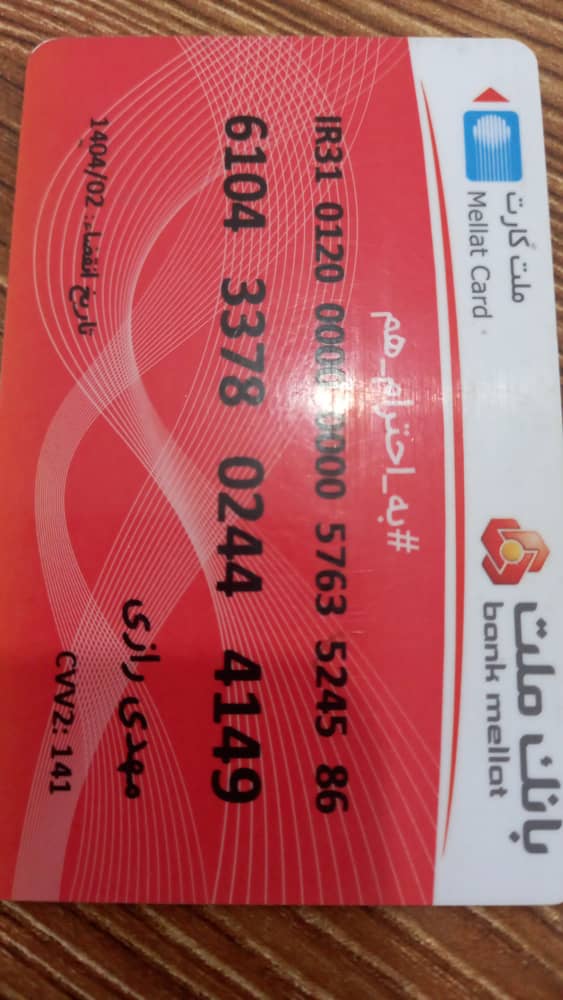 ملت کارت
Mellat Card
بانك ملت
bank mellat
#به_احترام_هم
IR31 0120 0000 0000 5763 5245 86
6104 3378 0244 4149
مهدی رازی
تاریخ انقضاء: 1404/02
CVV2: 141